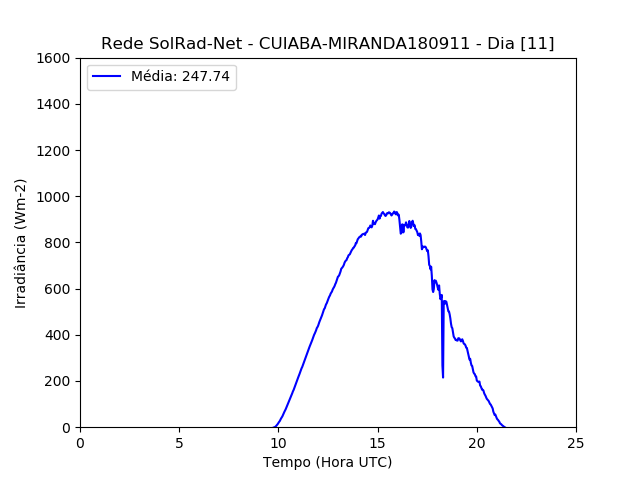 Rede SolRad-Net - CUIABA-MIRANDA180911 - Dia [11]
Média: 247.74
Irradiância (Wm-2)
1600
1400
1200
1000
800
600
400
200
0
0 5 10 15 20 25
Tempo (Hora UTC)